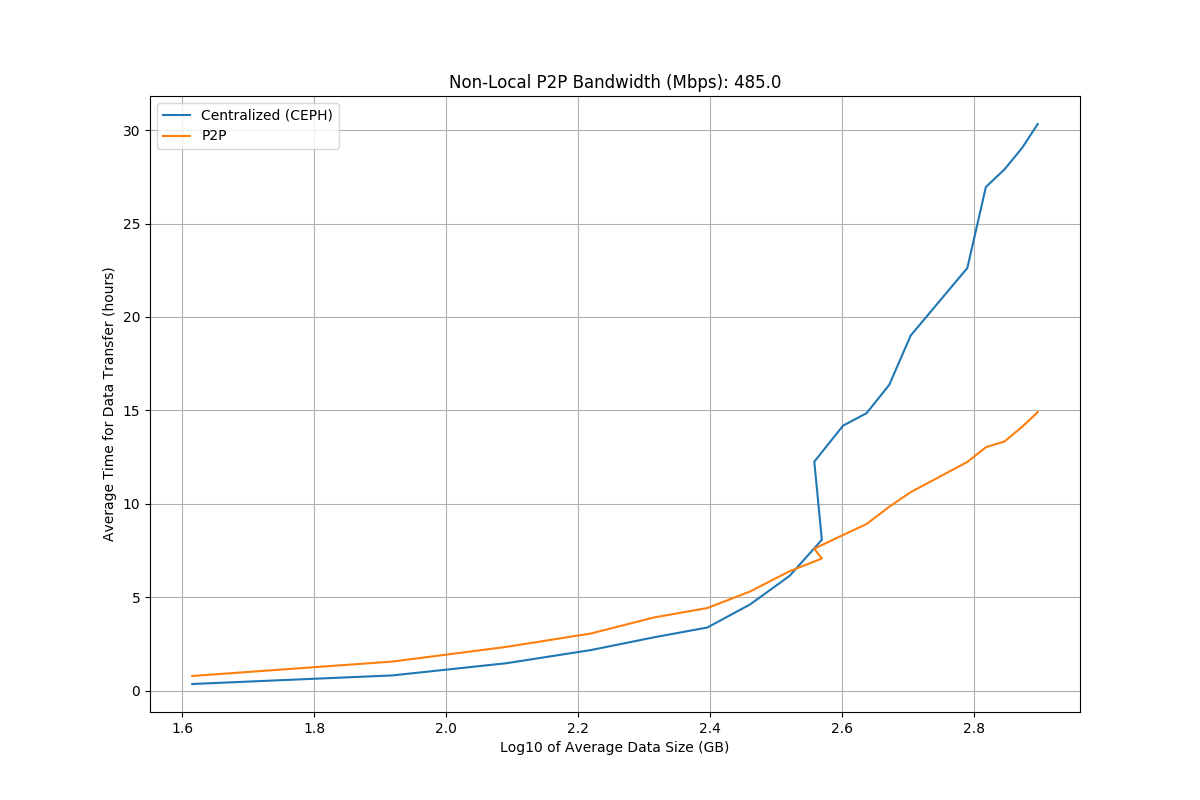 Non-Local P2P Bandwidth (Mbps): 485.0
Centralized (CEPH)
P2P
30
25
20
15
10
5
0
Average Time for Data Transfer (hours)
1.6 1.8 2.0 2.2 2.4 2.6 2.8
Log10 of Average Data Size (GB)